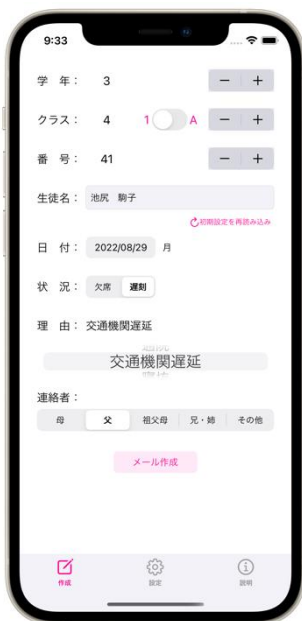 9:33
学 年： 3 − +
クラス： 4 1 A − +
番 号： 41 − +
生徒名： 池尻 駒子
初期設定を再読み込み
日 付： 2022/08/29 月
状 況： 欠席 遅刻
理 由： 交通機関遅延
交通機関遅延
連絡者：
母 父 祖父母 兄・姉 その他
メール作成
作成 設定 説明